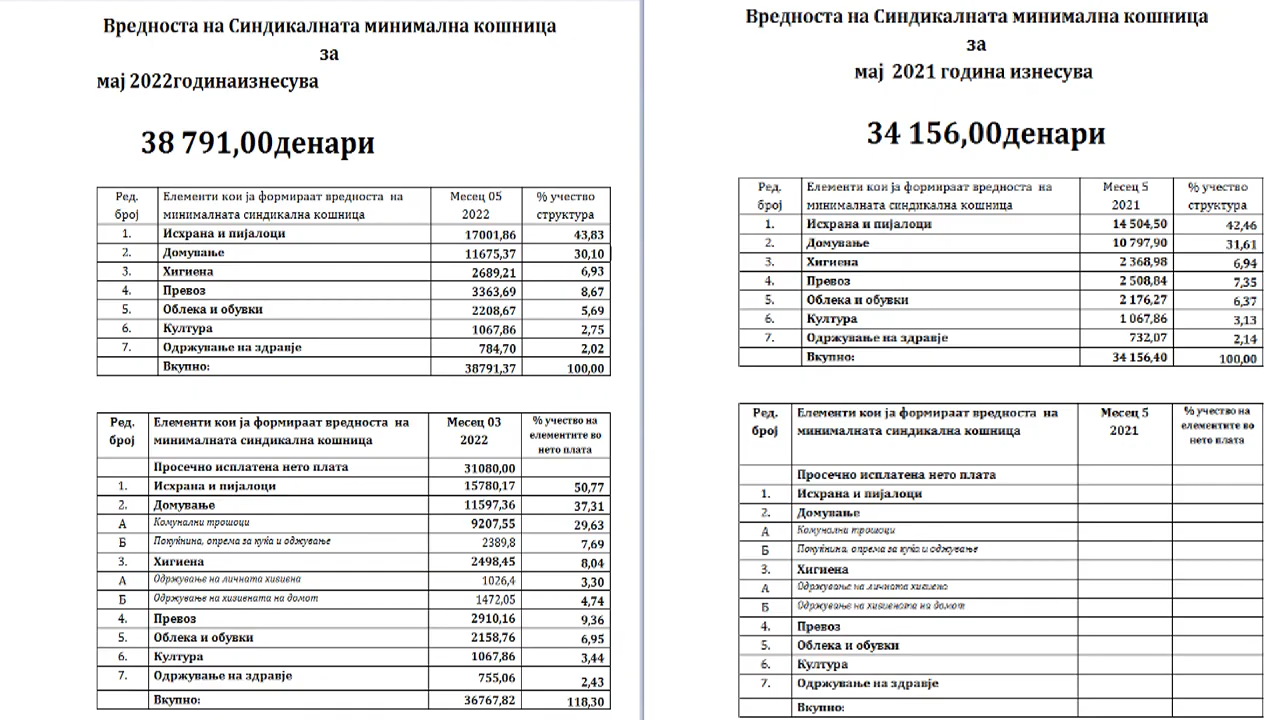 Вредноста на Синдикалната минимална кошница
за
мај 2022годинаизнесува
38 791,00денари
Ред. број Елементи кои ја формираат вредноста на минималната синдикална кошница Месец 05 2022 % учество структура
1. Исхрана и пијалоци 17001,86 43,83
2. Домување 11675,37 30,10
3. Хигиена 2689,21 6,93
4. Превоз 3363,69 8,67
5. Облека и обувки 2208,67 5,69
6. Култура 1067,86 2,75
7. Одржување на здравје 784,70 2,02
Вкупно: 38791,37 100,00
Ред. број Елементи кои ја формираат вредноста на минималната синдикална кошница Месец 03 2022 % учество на елементите во нето плата
Просечно исплатена нето плата 31080,00
1. Исхрана и пијалоци 15780,17 50,77
2. Домување 11597,36 37,31
А Комунални трошоци 9207,55 29,63
Б Покуќнина, опрема за куќа и оджување 2389,8 7,69
3. Хигиена 2498,45 8,04
А Одржување на личната хигиена 1026,4 3,30
Б Одржување на хигиената на домот 1472,05 4,74
4. Превоз 2910,16 9,36
5. Облека и обувки 2158,76 6,95
6. Култура 1067,86 3,44
7. Одржување на здравје 755,06 2,43
Вкупно: 36767,82 118,30
Вредноста на Синдикалната минимална кошница
за
мај 2021 година изнесува
34 156,00денари
Ред. број Елементи кои ја формираат вредноста на минималната синдикална кошница Месец 5 2021 % учество структура
1. Исхрана и пијалоци 14 504,50 42,46
2. Домување 10 797,90 31,61
3. Хигиена 2 368,98 6,94
4. Превоз 2 508,84 7,35
5. Облека и обувки 2 176,27 6,37
6. Култура 1 067,86 3,13
7. Одржување на здравје 732,07 2,14
Вкупно: 34 156,40 100,00
Ред. број Елементи кои ја формираат вредноста на минималната синдикална кошница Месец 5 2021 % учество на елементите во нето плата
Просечно исплатена нето плата
1. Исхрана и пијалоци
2. Домување
А Комунални трошоци
Б Покуќнина, опрема за куќа и оджување
3. Хигиена
А Одржување на личната хигиена
Б Одржување на хигиената на домот
4. Превоз
5. Облека и обувки
6. Култура
7. Одржување на здравје
Вкупно: